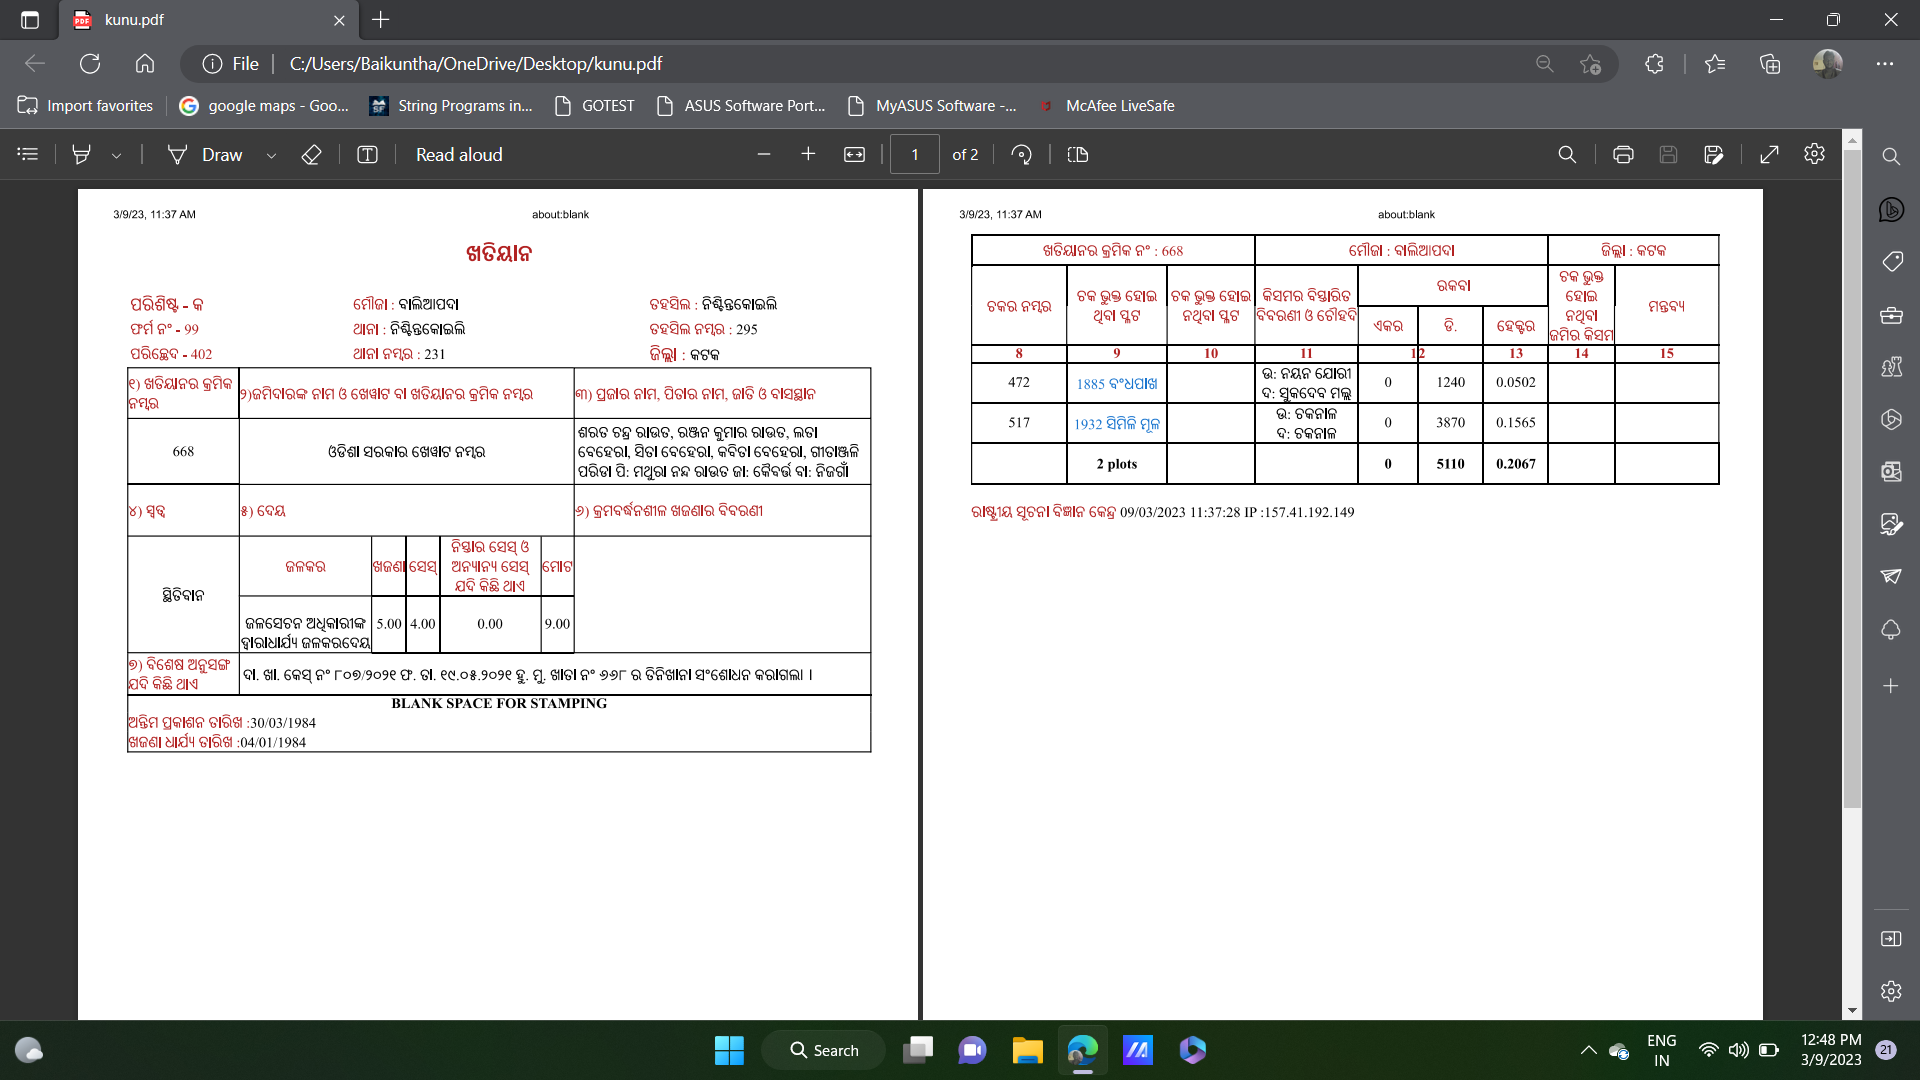 kunu.pdf
File
C:/Users/Baikuntha/OneDrive/Desktop/kunu.pdf
Import favorites
google maps - Goo...
String Programs in...
GOTEST
ASUS Software Port...
MyASUS Software -...
McAfee LiveSafe
Draw
Read aloud
1 of 2
3/9/23, 11:37 AM about:blank
ଖତିୟାନ
ପରିଶିଷ୍ଟ - କ ମୌଜା : ବାଲିଆପଦା ତହସିଲ : ନିଶ୍ଚିନ୍ତକୋଇଲି
ଫର୍ମ ନଂ - 99 ଥାନା : ନିଶ୍ଚିନ୍ତକୋଇଲି ତହସିଲ ନମ୍ବର : 295
ପରିଚ୍ଛେଦ - 402 ଥାନା ନମ୍ବର : 231 ଜିଲ୍ଲା : କଟକ
୧) ଖତିୟାନର କ୍ରମିକ
ନମ୍ବର
୨)ଜମିଦାରଙ୍କ ନାମ ଓ ଖେୱାଟ ବା ଖତିୟାନର କ୍ରମିକ ନମ୍ବର
୩) ପ୍ରଜାର ନାମ, ପିତାର ନାମ, ଜାତି ଓ ବାସସ୍ଥାନ
668
ଓଡିଶା ସରକାର ଖେୱାଟ ନମ୍ବର
ଶରତ ଚନ୍ଦ୍ର ରାଉତ, ରଞ୍ଜନ କୁମାର ରାଉତ, ଲତା
ବେହେରା, ସିତା ବେହେରା, କବିତା ବେହେରା, ଗୀତାଞ୍ଜଳି
ପରିଡା ପି: ମଥୁରା ନନ୍ଦ ରାଉତ ଜା: କୈବର୍ତ୍ତ ବା: ନିଜଗାଁ
୪) ସ୍ୱତ୍ୱ
୫) ଦେୟ
୬) କ୍ରମବର୍ଦ୍ଧନଶୀଳ ଖଜଣାର ବିବରଣୀ
ସ୍ଥିତିବାନ
ଜଳକର
ଖଜଣା
ସେସ୍
ନିସ୍ତାର ସେସ୍ ଓ
ଅନ୍ୟାନ୍ୟ ସେସ୍
ଯଦି କିଛି ଥାଏ
ମୋଟ
ଜଳସେଚନ ଅଧିକାରୀଙ୍କ
ଦ୍ୱାରାଧାର୍ଯ୍ୟ ଜଳକରଦେୟ
5.00 4.00 0.00 9.00
୭) ବିଶେଷ ଅନୁସଙ୍ଗ
ଯଦି କିଛି ଥାଏ
ଦା. ଖା. କେସ୍ ନଂ ୮୦୭/୨୦୨୧ ଫ. ତା. ୧୯.୦୫.୨୦୨୧ ହୁ. ମୁ. ଖାତା ନଂ ୬୬୮ ର ତିନିଖାନା ସଂଶୋଧନ କରାଗଲା ।
BLANK SPACE FOR STAMPING
ଅନ୍ତିମ ପ୍ରକାଶନ ତାରିଖ :30/03/1984
ଖଜଣା ଧାର୍ଯ୍ୟ ତାରିଖ :04/01/1984
3/9/23, 11:37 AM about:blank
ଖତିୟାନର କ୍ରମିକ ନଂ : 668 ମୌଜା : ବାଲିଆପଦା ଜିଲ୍ଲା : କଟକ
ଚକର ନମ୍ବର
ଚକ ଭୁକ୍ତ ହୋଇ
ଥିବା ପ୍ଳଟ
ଚକ ଭୁକ୍ତ ହୋଇ
ନଥିବା ପ୍ଳଟ
କିସମର ବିସ୍ତାରିତ
ବିବରଣୀ ଓ ଚୌହଦି
ରକବା
ଏକର ଡି. ହେକ୍ଟର
ଚକ ଭୁକ୍ତ
ହୋଇ
ନଥିବା
ଜମିର କିସମ
ମନ୍ତବ୍ୟ
8 9 10 11 12 13 14 15
472 1885 ବଂଧପାଖ
ଉ: ନୟନ ଯୋରୀ
ଦ: ସୁକଦେବ ମଲ୍ଲ
0 1240 0.0502
517 1932 ସିମିଳି ମୂଳ
ଉ: ଚକନାଳ
ଦ: ଚକନାଳ
0 3870 0.1565
2 plots 0 5110 0.2067
ରାଷ୍ଟ୍ରୀୟ ସୂଚନା ବିଜ୍ଞାନ କେନ୍ଦ୍ର 09/03/2023 11:37:28 IP :157.41.192.149
Search
ENG
IN
12:48 PM
3/9/2023
21